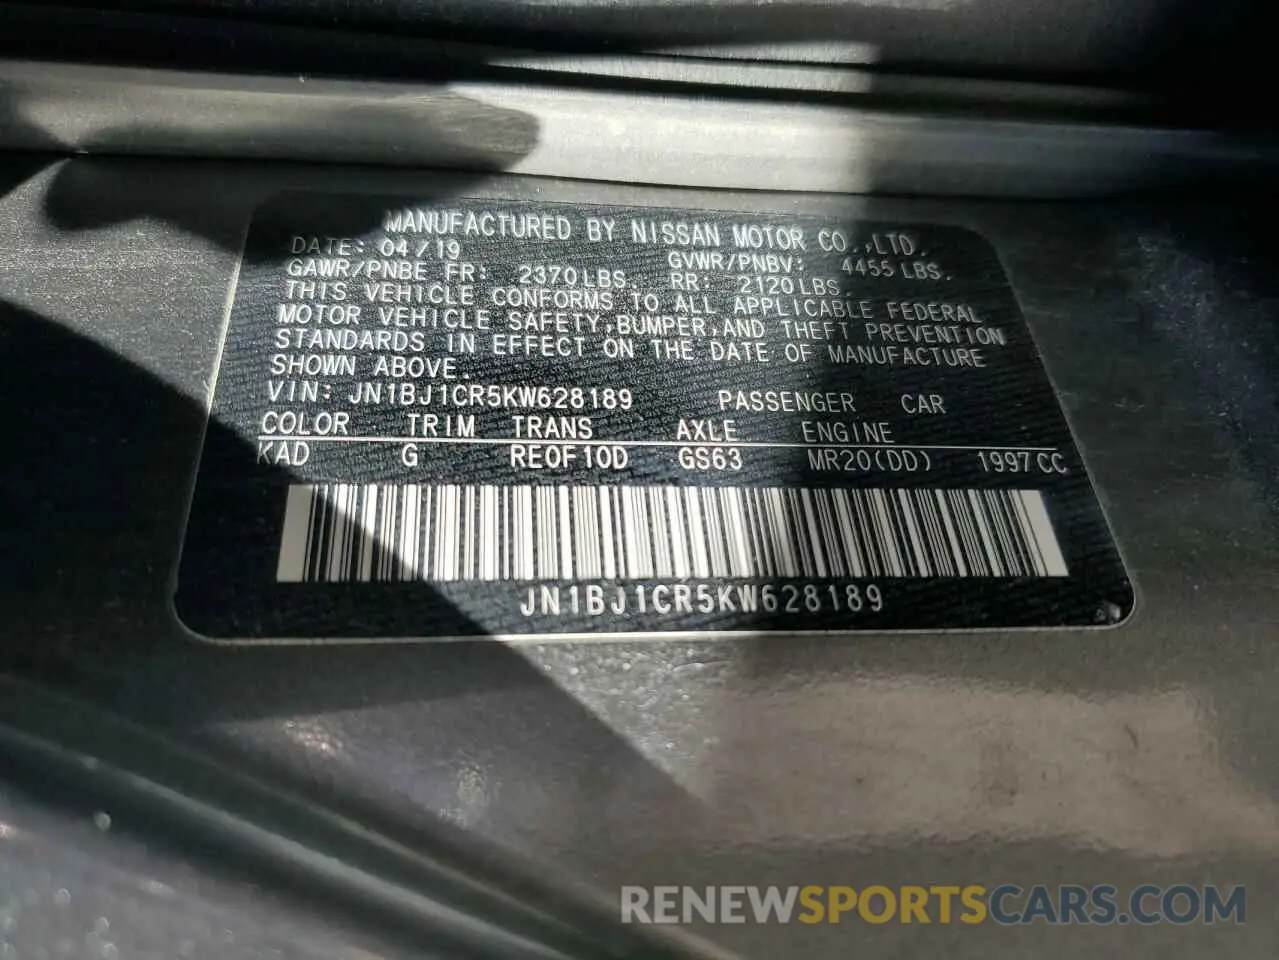 MANUFACTURED BY NISSAN MOTOR CO.,LTD.
DATE: 04/19 GVWR/PNBV: 4455 LBS.
GAWR/PNBE FR: 2370 LBS. RR: 2120 LBS.
THIS VEHICLE CONFORMS TO ALL APPLICABLE FEDERAL
MOTOR VEHICLE SAFETY,BUMPER,AND THEFT PREVENTION
STANDARDS IN EFFECT ON THE DATE OF MANUFACTURE
SHOWN ABOVE.
VIN: JN1BJ1CR5KW628189 PASSENGER CAR
COLOR TRIM TRANS AXLE ENGINE
KAD G RE0F10D GS63 MR20(DD) 1997CC
JN1BJ1CR5KW628189
RENEWSPORTSCARS.COM